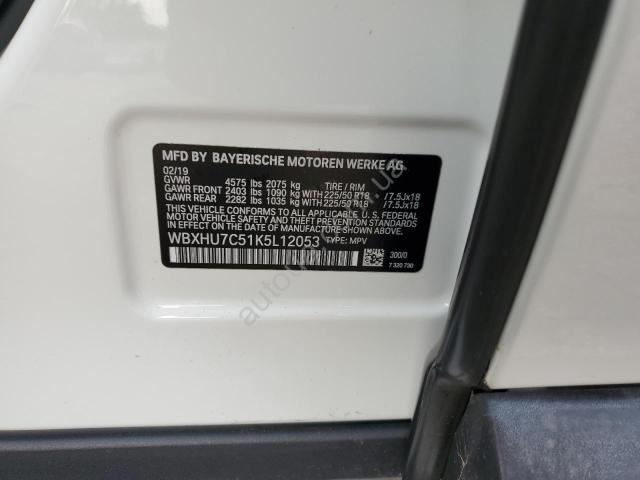 MFD BY BAYERISCHE MOTOREN WERKE AG
02/19
GVWR 4575 lbs 2075 kg TIRE / RIM
GAWR FRONT 2403 lbs 1090 kg WITH 225/50 R18 /7.5Jx18
GAWR REAR 2282 lbs 1035 kg WITH 225/50 R18 /7.5Jx18
THIS VEHICLE CONFORMS TO ALL APPLICABLE U.S. FEDERAL
MOTOR VEHICLE SAFETY, BUMPER AND THEFT PREVENTION STANDARDS
IN EFFECT ON THE DATE OF MANUFACTURE SHOWN ABOVE.
WBXHU7C51K5L12053 TYPE: MPV
300/0
7 320 730